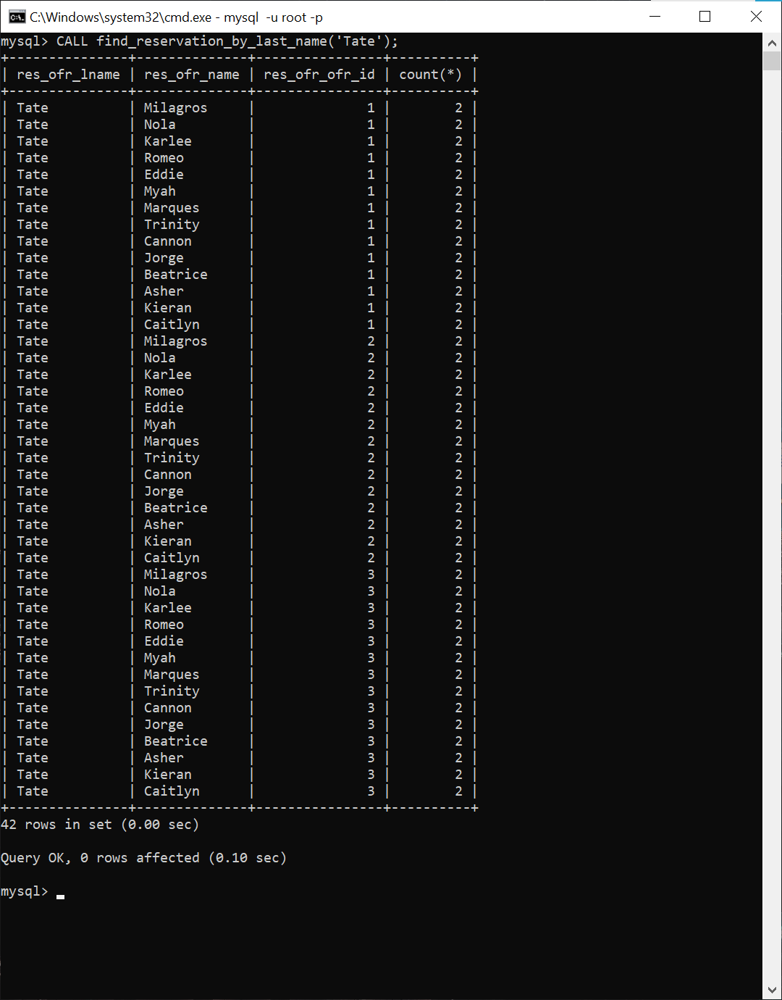 C:\Windows\system32\cmd.exe - mysql  -u root -p
mysql> CALL find_reservation_by_last_name('Tate');
+---------------+--------------+----------------+----------+
| res_ofr_lname | res_ofr_name | res_ofr_ofr_id | count(*) |
+---------------+--------------+----------------+----------+
| Tate          | Milagros     |              1 |        2 |
| Tate          | Nola         |              1 |        2 |
| Tate          | Karlee       |              1 |        2 |
| Tate          | Romeo        |              1 |        2 |
| Tate          | Eddie        |              1 |        2 |
| Tate          | Myah         |              1 |        2 |
| Tate          | Marques      |              1 |        2 |
| Tate          | Trinity      |              1 |        2 |
| Tate          | Cannon       |              1 |        2 |
| Tate          | Jorge        |              1 |        2 |
| Tate          | Beatrice     |              1 |        2 |
| Tate          | Asher        |              1 |        2 |
| Tate          | Kieran       |              1 |        2 |
| Tate          | Caitlyn      |              1 |        2 |
| Tate          | Milagros     |              2 |        2 |
| Tate          | Nola         |              2 |        2 |
| Tate          | Karlee       |              2 |        2 |
| Tate          | Romeo        |              2 |        2 |
| Tate          | Eddie        |              2 |        2 |
| Tate          | Myah         |              2 |        2 |
| Tate          | Marques      |              2 |        2 |
| Tate          | Trinity      |              2 |        2 |
| Tate          | Cannon       |              2 |        2 |
| Tate          | Jorge        |              2 |        2 |
| Tate          | Beatrice     |              2 |        2 |
| Tate          | Asher        |              2 |        2 |
| Tate          | Kieran       |              2 |        2 |
| Tate          | Caitlyn      |              2 |        2 |
| Tate          | Milagros     |              3 |        2 |
| Tate          | Nola         |              3 |        2 |
| Tate          | Karlee       |              3 |        2 |
| Tate          | Romeo        |              3 |        2 |
| Tate          | Eddie        |              3 |        2 |
| Tate          | Myah         |              3 |        2 |
| Tate          | Marques      |              3 |        2 |
| Tate          | Trinity      |              3 |        2 |
| Tate          | Cannon       |              3 |        2 |
| Tate          | Jorge        |              3 |        2 |
| Tate          | Beatrice     |              3 |        2 |
| Tate          | Asher        |              3 |        2 |
| Tate          | Kieran       |              3 |        2 |
| Tate          | Caitlyn      |              3 |        2 |
+---------------+--------------+----------------+----------+
42 rows in set (0.00 sec)
Query OK, 0 rows affected (0.10 sec)
mysql>